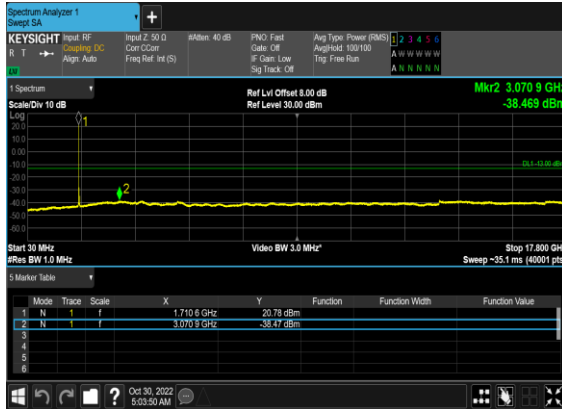 Spectrum Analyzer 1
Swept SA
+
KEYSIGHT Input: RF Input Z: 50 Ω #Atten: 40 dB PNO: Fast Avg Type: Power (RMS) 1 2 3 4 5 6
R T Coupling: DC Corr CCorr Gate: Off Avg|Hold: 100/100 A W W W W W
Align: Auto Freq Ref: Int (S) IF Gain: Low Trig: Free Run
LU Sig Track: Off A N N N N N
1 Spectrum Ref Lvl Offset 8.00 dB Mkr2 3.070 9 GHz
Scale/Div 10 dB Ref Level 30.00 dBm -38.469 dBm
Log
1
20.0
10.0
0.00
-10.0
DL1 -13.00 dB
-20.0
-30.0
2
-40.0
-50.0
-60.0
Start 30 MHz Video BW 3.0 MHz* Stop 17.800 GHz
#Res BW 1.0 MHz Sweep ~35.1 ms (40001 pts)
5 Marker Table
Mode Trace Scale X Y Function Function Width Function Value
1 N 1 f 1.710 6 GHz 20.78 dBm
2 N 1 f 3.070 9 GHz -38.47 dBm
3
4
5
6
? Oct 30, 2022
5:03:50 AM